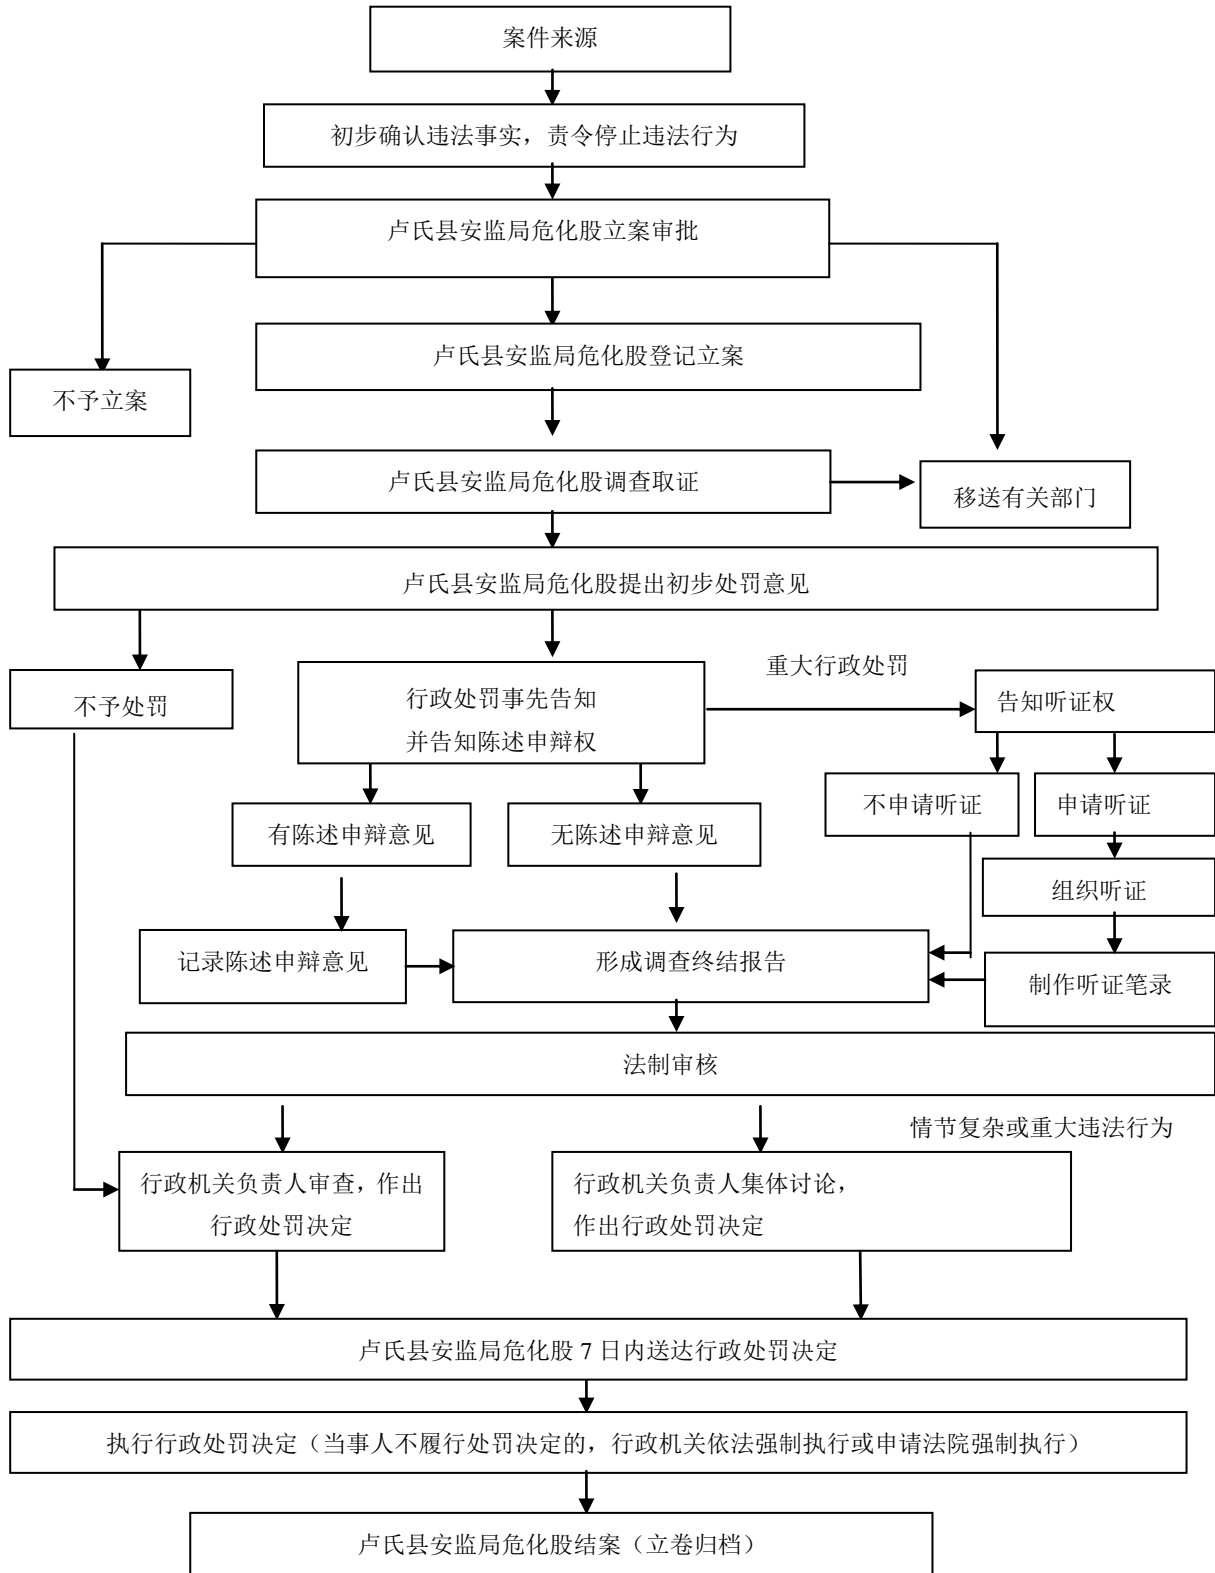 案件来源
初步确认违法事实，责令停止违法行为
卢氏县安监局危化股立案审批
卢氏县安监局危化股登记立案
不予立案
卢氏县安监局危化股调查取证
移送有关部门
卢氏县安监局危化股提出初步处罚意见
重大行政处罚
不予处罚
行政处罚事先告知
并告知陈述申辩权
告知听证权
不申请听证
申请听证
有陈述申辩意见
无陈述申辩意见
组织听证
记录陈述申辩意见
形成调查终结报告
制作听证笔录
法制审核
情节复杂或重大违法行为
行政机关负责人审查，作出
行政处罚决定
行政机关负责人集体讨论，
作出行政处罚决定
卢氏县安监局危化股 7 日内送达行政处罚决定
执行行政处罚决定（当事人不履行处罚决定的，行政机关依法强制执行或申请法院强制执行）
卢氏县安监局危化股结案（立卷归档）